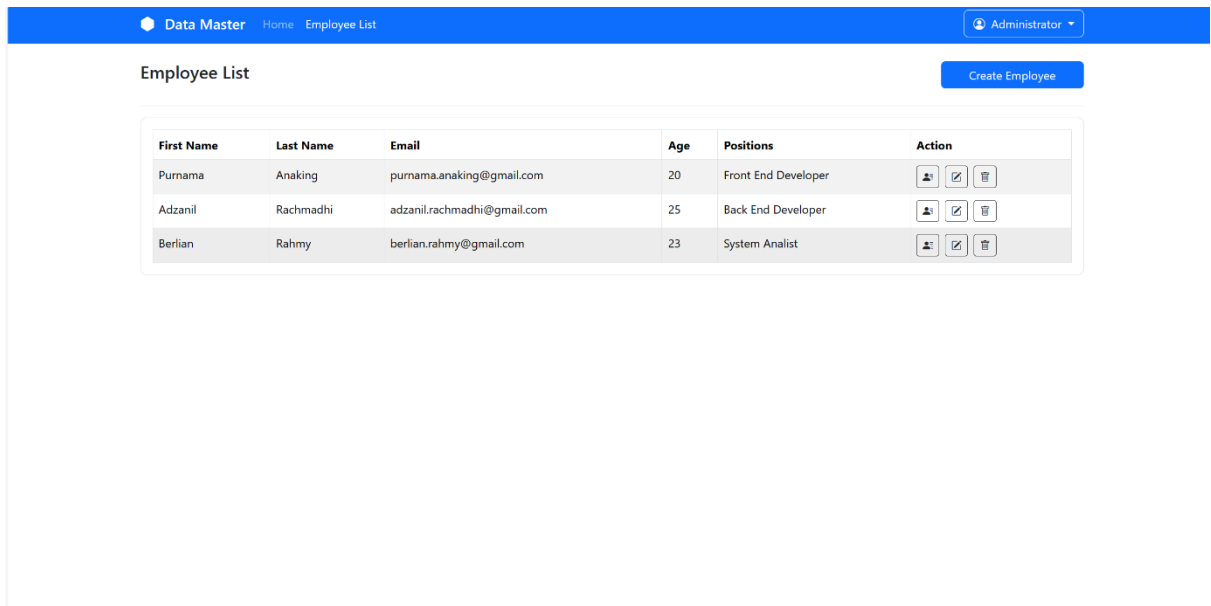 Data Master Home Employee List Administrator
Employee List Create Employee
First Name Last Name Email Age Positions Action
Purnama Anaking purnama.anaking@gmail.com 20 Front End Developer
Adzanil Rachmadhi adzanil.rachmadhi@gmail.com 25 Back End Developer
Berlian Rahmy berlian.rahmy@gmail.com 23 System Analist